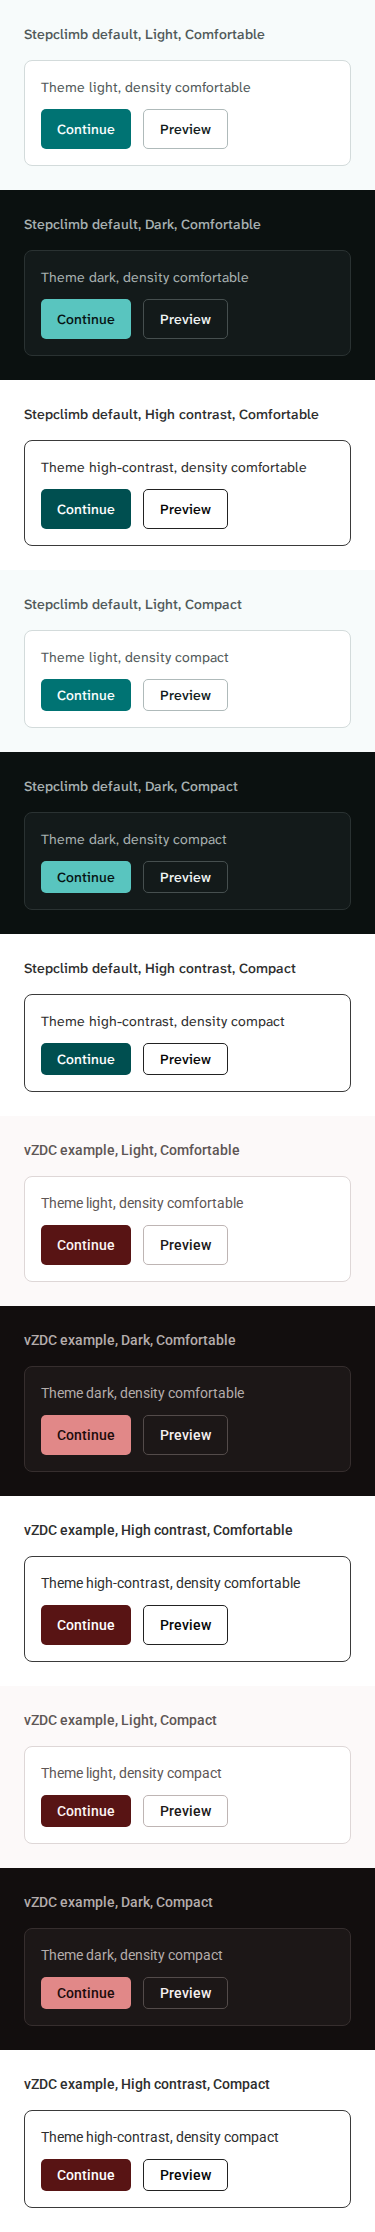 Stepclimb default, Light, Comfortable
Theme light, density comfortable
Continue Preview
Stepclimb default, Dark, Comfortable
Theme dark, density comfortable
Continue Preview
Stepclimb default, High contrast, Comfortable
Theme high-contrast, density comfortable
Continue Preview
Stepclimb default, Light, Compact
Theme light, density compact
Continue Preview
Stepclimb default, Dark, Compact
Theme dark, density compact
Continue Preview
Stepclimb default, High contrast, Compact
Theme high-contrast, density compact
Continue Preview
vZDC example, Light, Comfortable
Theme light, density comfortable
Continue Preview
vZDC example, Dark, Comfortable
Theme dark, density comfortable
Continue Preview
vZDC example, High contrast, Comfortable
Theme high-contrast, density comfortable
Continue Preview
vZDC example, Light, Compact
Theme light, density compact
Continue Preview
vZDC example, Dark, Compact
Theme dark, density compact
Continue Preview
vZDC example, High contrast, Compact
Theme high-contrast, density compact
Continue Preview